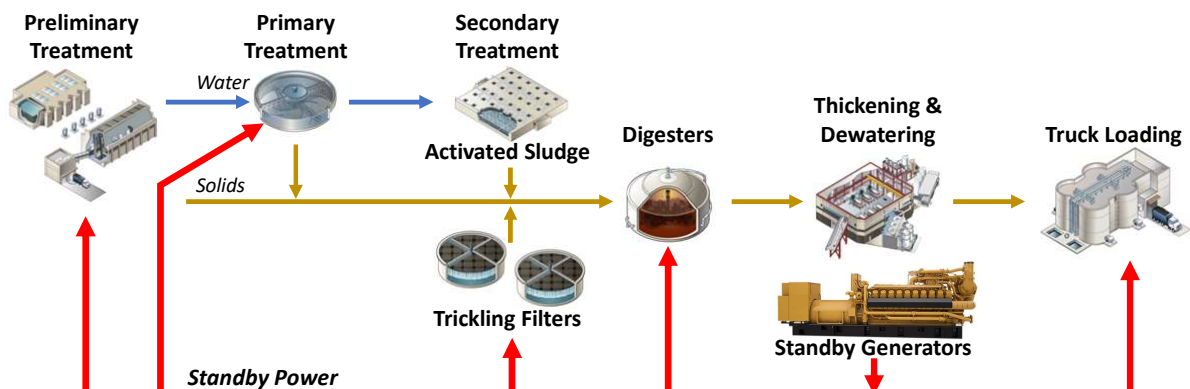 Preliminary
Treatment
Primary
Treatment
Secondary
Treatment
Water
Thickening &
Dewatering
Digesters
Truck Loading
Activated Sludge
Solids
Trickling Filters
Standby Generators
Standby Power